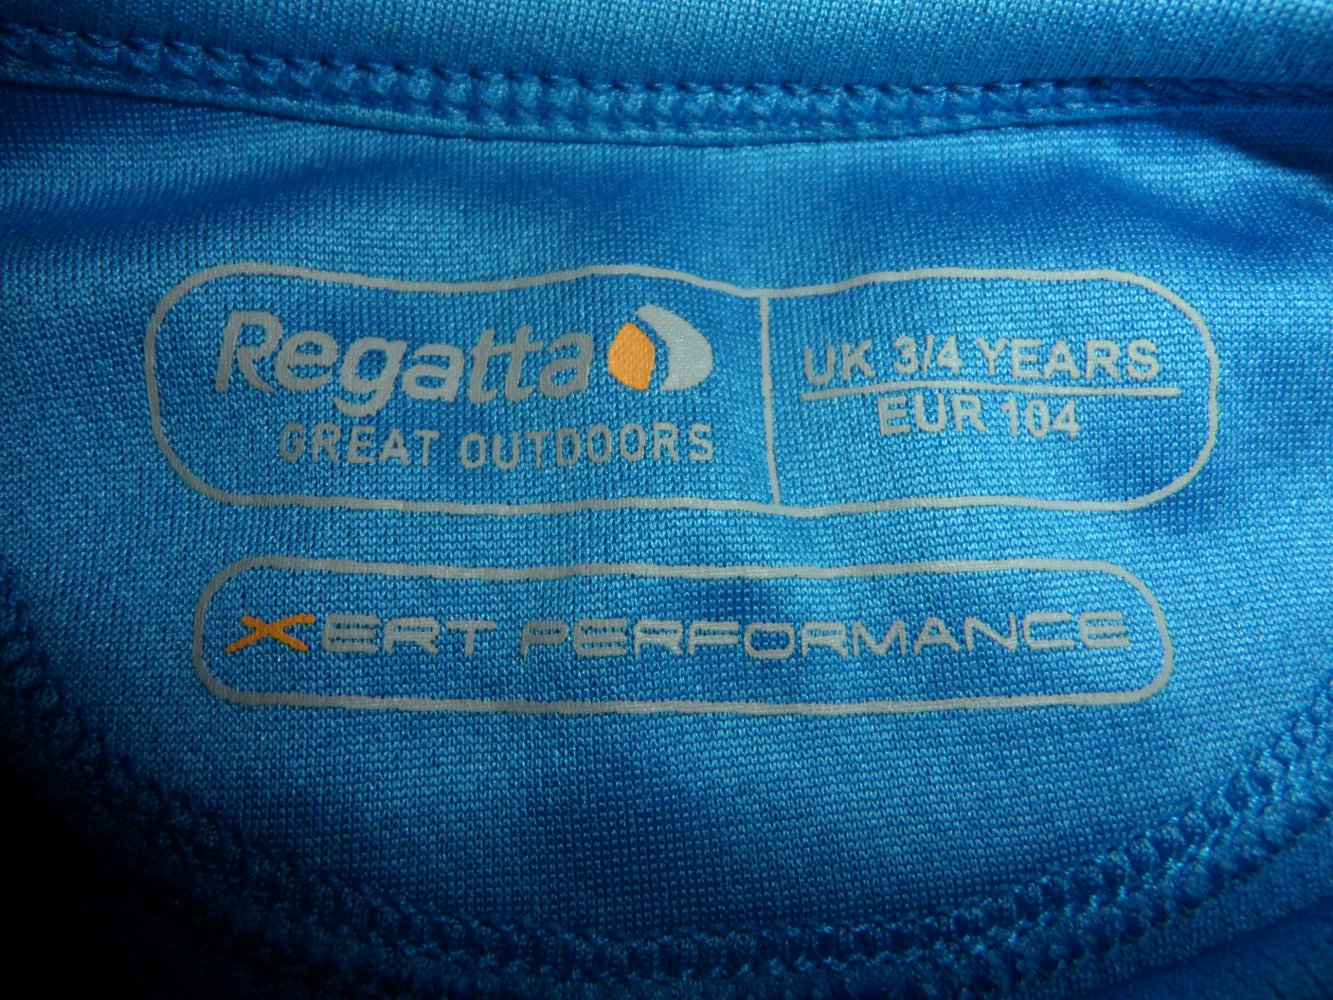 Regatta
GREAT OUTDOORS
UK 3/4 YEARS
EUR 104
XERT PERFORMANCE